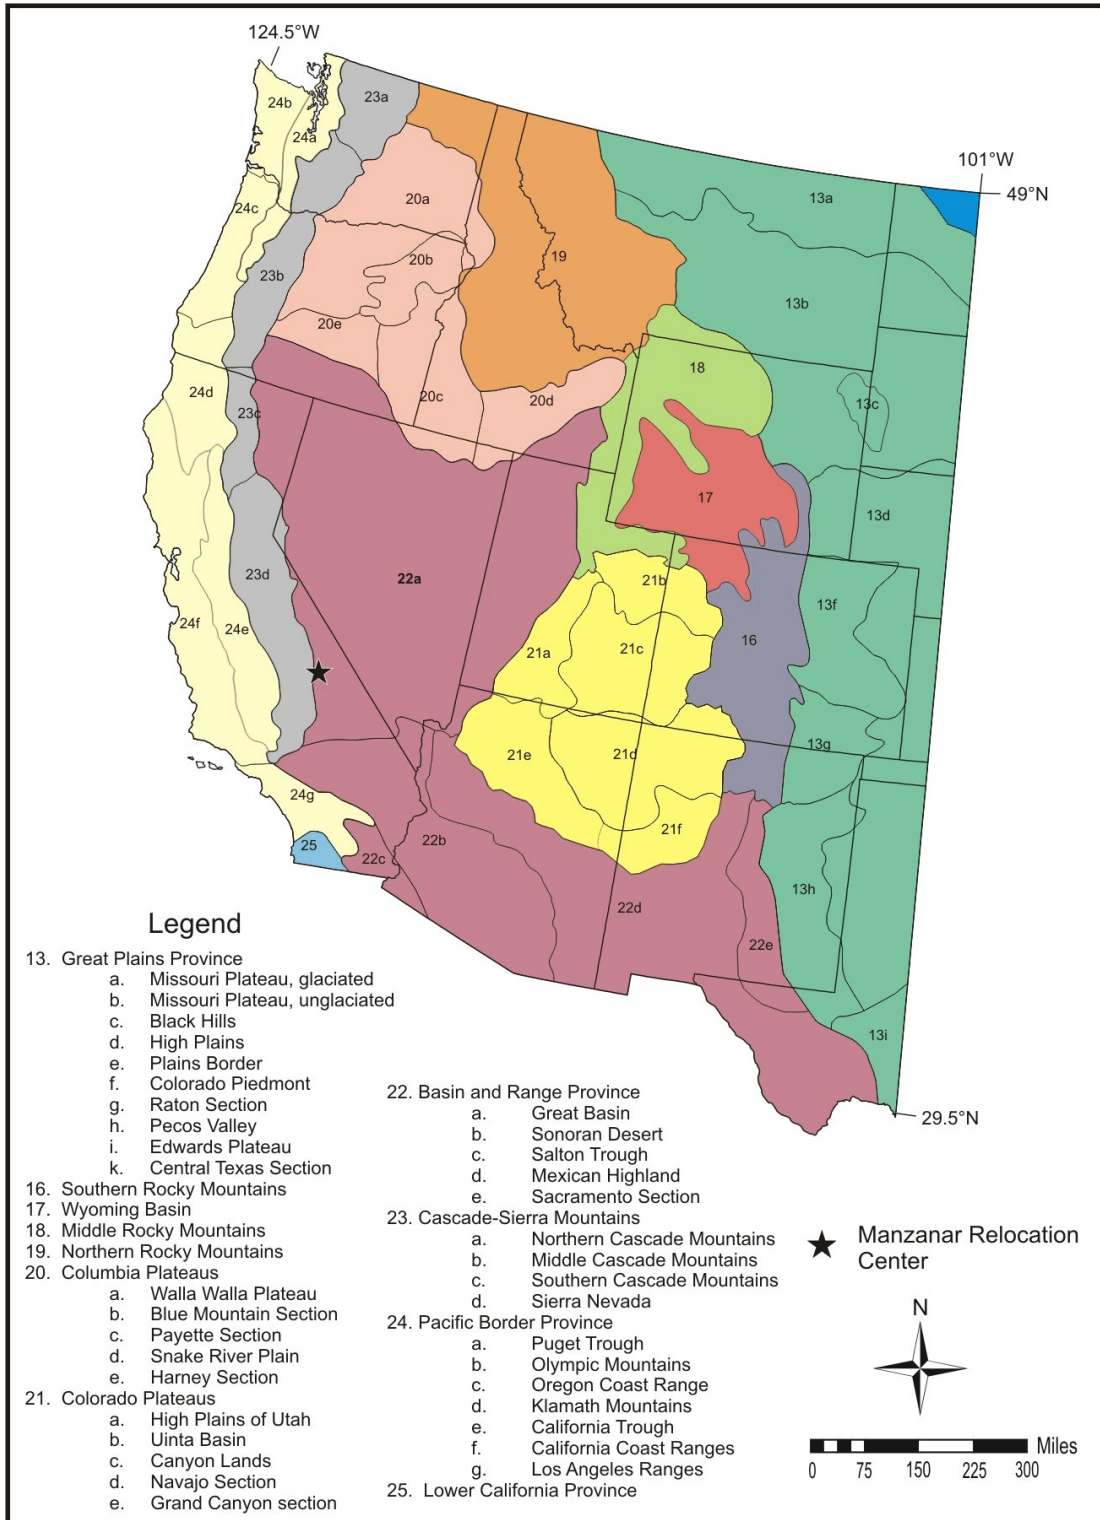 124.5°W
101°W
49°N
24b
23a
24a
24c
20a
13a
23b
20b
19
13b
20e
18
24d
23c
20c
20d
13c
17
13d
23d
22a
21b
13f
24f
24e
21a
21c
16
21e
21d
13g
24g
21f
25
22c
22b
13h
22d
22e
13i
29.5°N
Legend
13. Great Plains Province
a. Missouri Plateau, glaciated
b. Missouri Plateau, unglaciated
c. Black Hills
d. High Plains
e. Plains Border
f. Colorado Piedmont
g. Raton Section
h. Pecos Valley
i. Edwards Plateau
k. Central Texas Section
16. Southern Rocky Mountains
17. Wyoming Basin
18. Middle Rocky Mountains
19. Northern Rocky Mountains
20. Columbia Plateaus
a. Walla Walla Plateau
b. Blue Mountain Section
c. Payette Section
d. Snake River Plain
e. Harney Section
21. Colorado Plateaus
a. High Plains of Utah
b. Uinta Basin
c. Canyon Lands
d. Navajo Section
e. Grand Canyon section
22. Basin and Range Province
a. Great Basin
b. Sonoran Desert
c. Salton Trough
d. Mexican Highland
e. Sacramento Section
23. Cascade-Sierra Mountains
a. Northern Cascade Mountains
b. Middle Cascade Mountains
c. Southern Cascade Mountains
d. Sierra Nevada
24. Pacific Border Province
a. Puget Trough
b. Olympic Mountains
c. Oregon Coast Range
d. Klamath Mountains
e. California Trough
f. California Coast Ranges
g. Los Angeles Ranges
25. Lower California Province
Manzanar Relocation
Center
N
Miles
0 75 150 225 300